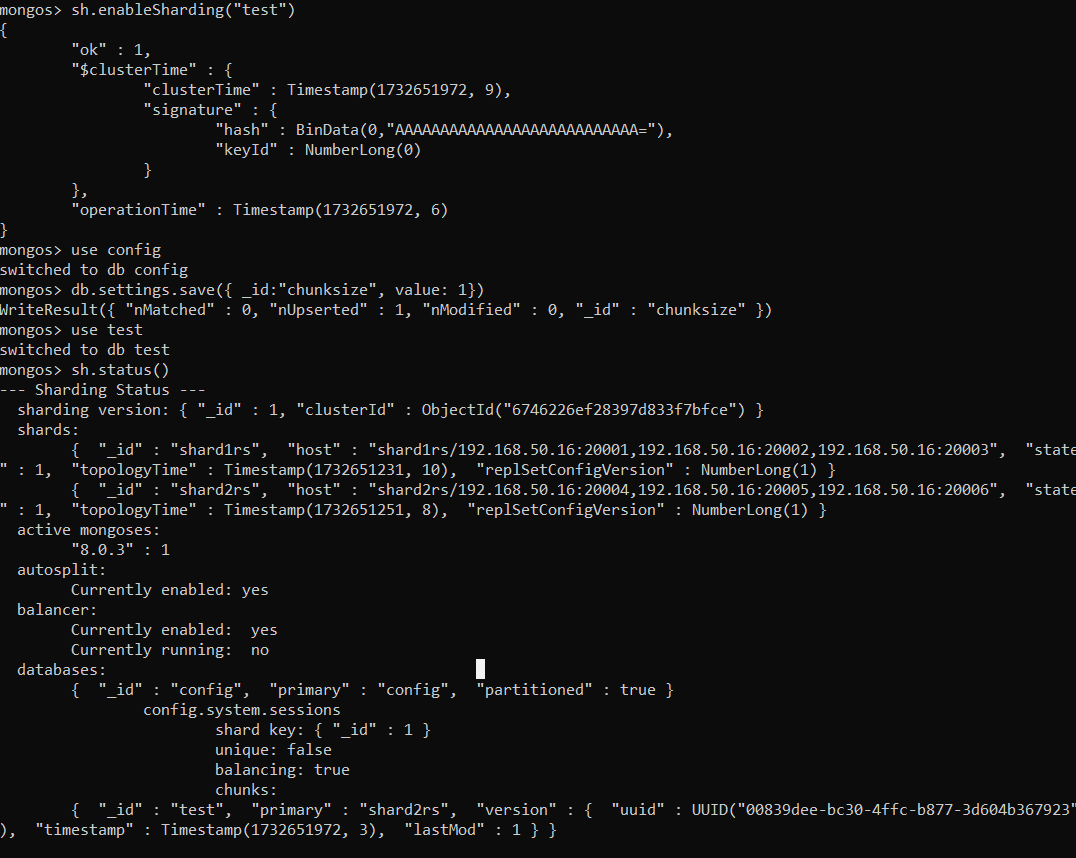 mongos> sh.enableSharding("test")
{
        "ok" : 1,
        "$clusterTime" : {
                "clusterTime" : Timestamp(1732651972, 9),
                "signature" : {
                        "hash" : BinData(0,"AAAAAAAAAAAAAAAAAAAAAAAAAAA="),
                        "keyId" : NumberLong(0)
                }
        },
        "operationTime" : Timestamp(1732651972, 6)
}
mongos> use config
switched to db config
mongos> db.settings.save({ _id:"chunksize", value: 1})
WriteResult({ "nMatched" : 0, "nUpserted" : 1, "nModified" : 0, "_id" : "chunksize" })
mongos> use test
switched to db test
mongos> sh.status()
--- Sharding Status ---
  sharding version: { "_id" : 1, "clusterId" : ObjectId("6746226ef28397d833f7bfce") }
  shards:
        {  "_id" : "shard1rs",  "host" : "shard1rs/192.168.50.16:20001,192.168.50.16:20002,192.168.50.16:20003",  "state
" : 1,  "topologyTime" : Timestamp(1732651231, 10),  "replSetConfigVersion" : NumberLong(1) }
        {  "_id" : "shard2rs",  "host" : "shard2rs/192.168.50.16:20004,192.168.50.16:20005,192.168.50.16:20006",  "state
" : 1,  "topologyTime" : Timestamp(1732651251, 8),  "replSetConfigVersion" : NumberLong(1) }
  active mongoses:
        "8.0.3" : 1
  autosplit:
        Currently enabled: yes
  balancer:
        Currently enabled:  yes
        Currently running:  no
  databases:
        {  "_id" : "config",  "primary" : "config",  "partitioned" : true }
                config.system.sessions
                        shard key: { "_id" : 1 }
                        unique: false
                        balancing: true
                        chunks:
        {  "_id" : "test",  "primary" : "shard2rs",  "version" : {  "uuid" : UUID("00839dee-bc30-4ffc-b877-3d604b367923"
),  "timestamp" : Timestamp(1732651972, 3),  "lastMod" : 1 } }